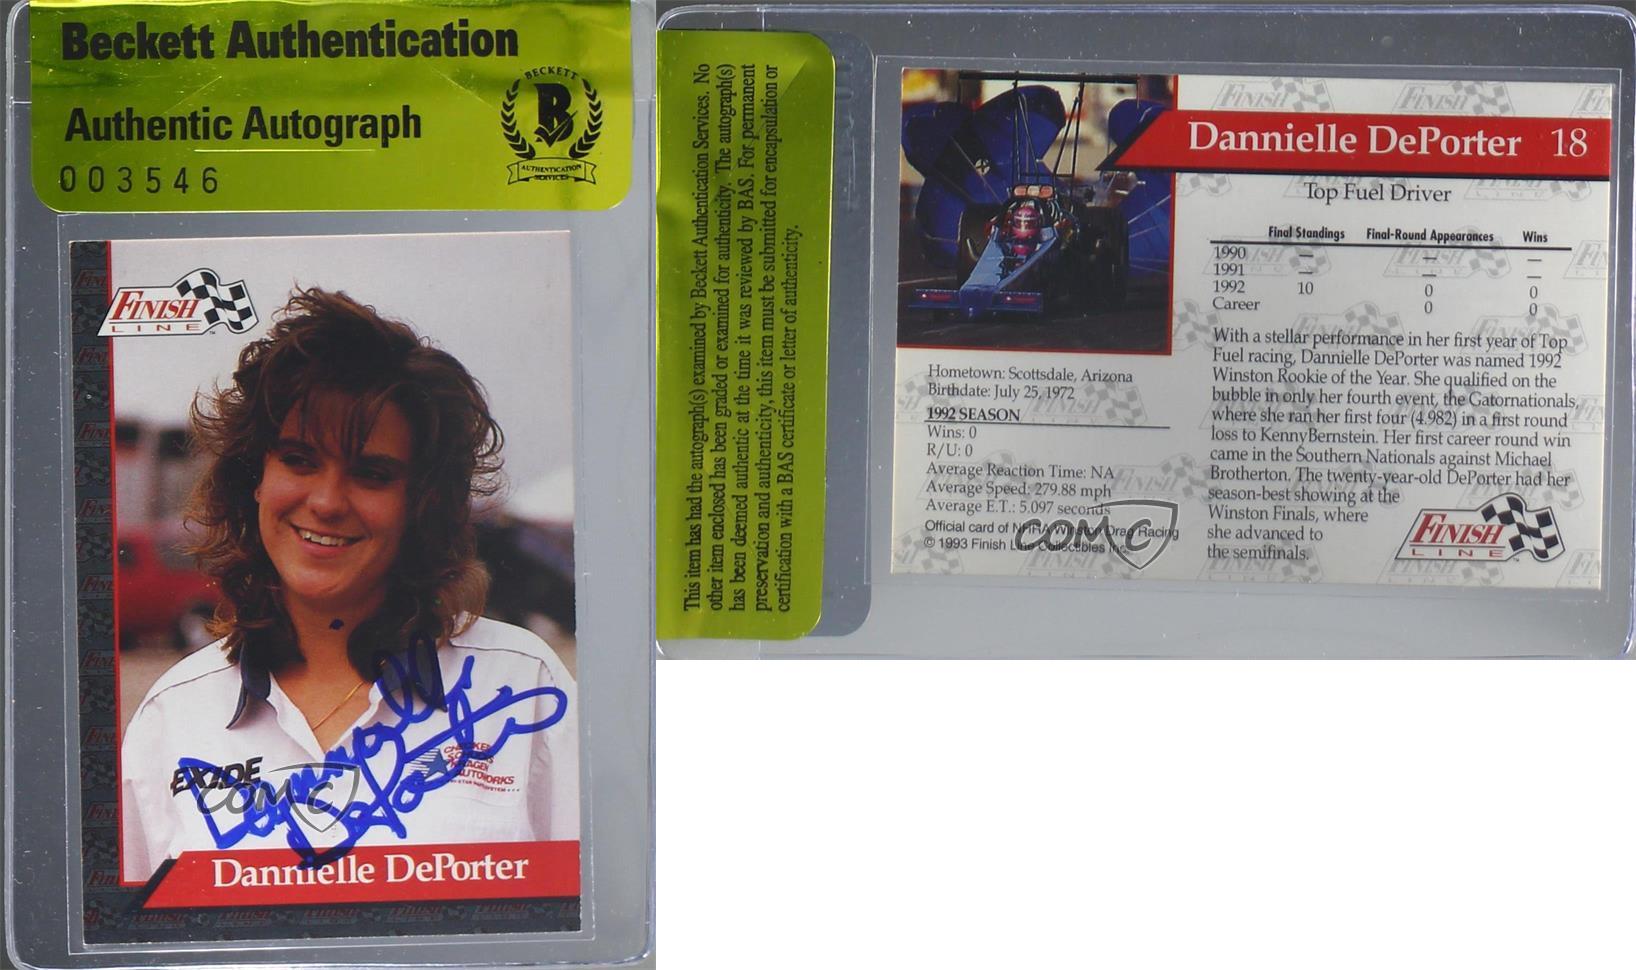 Beckett Authentication
Authentic Autograph
003546
BECKETT
B
AUTHENTICATION
SERVICES
FINISH
LINE
EXIDE
CHECKER
SCHUCKS
KRAGEN
AUTOWORKS
COMC
Dannielle DePorter
Dannielle DePorter
This item has had the autograph(s) examined by Beckett Authentication Services. No
other item enclosed has been graded or examined for authenticity. The autograph(s)
has been deemed authentic at the time it was reviewed by BAS. For permanent
preservation and authenticity, this item must be submitted for encapsulation or
certification with a BAS certificate or letter of authenticity.
Dannielle DePorter 18
Top Fuel Driver
Final Standings Final-Round Appearances Wins
1990 — — —
1991 — — —
1992 10 0 0
Career 0 0
With a stellar performance in her first year of Top
Fuel racing, Dannielle DePorter was named 1992
Winston Rookie of the Year. She qualified on the
bubble in only her fourth event, the Gatornationals,
where she ran her first four (4.982) in a first round
loss to KennyBernstein. Her first career round win
came in the Southern Nationals against Michael
Brotherton. The twenty-year-old DePorter had her
season-best showing at the
Winston Finals, where
she advanced to
the semifinals.
Hometown: Scottsdale, Arizona
Birthdate: July 25, 1972
1992 SEASON
Wins: 0
R/U: 0
Average Reaction Time: NA
Average Speed: 279.88 mph
Average E.T.: 5.097 seconds
Official card of NHRA Winston Drag Racing
© 1993 Finish Line Collectibles Inc.
COMC
FINISH
LINE